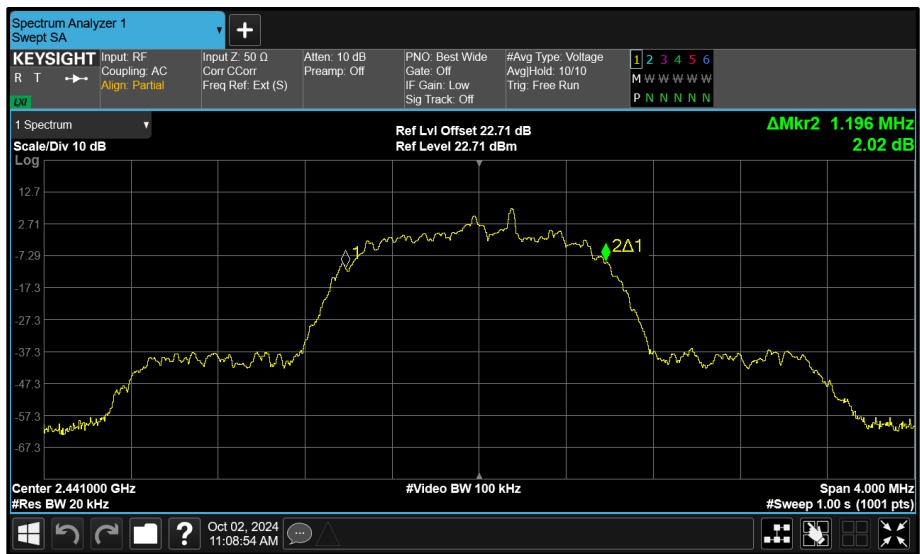 Spectrum Analyzer 1
Swept SA
+
KEYSIGHT
R T
LXI
Input: RF
Coupling: AC
Align: Partial
Input Z: 50 Ω
Corr CCorr
Freq Ref: Ext (S)
Atten: 10 dB
Preamp: Off
PNO: Best Wide
Gate: Off
IF Gain: Low
Sig Track: Off
#Avg Type: Voltage
Avg|Hold: 10/10
Trig: Free Run
1 2 3 4 5 6
M W W W W W
P N N N N N
1 Spectrum
Scale/Div 10 dB
Log
Ref Lvl Offset 22.71 dB
Ref Level 22.71 dBm
ΔMkr2 1.196 MHz
2.02 dB
12.7
2.71
-7.29
-17.3
-27.3
-37.3
-47.3
-57.3
-67.3
1
2Δ1
Center 2.441000 GHz
#Res BW 20 kHz
#Video BW 100 kHz
Span 4.000 MHz
#Sweep 1.00 s (1001 pts)
?
Oct 02, 2024
11:08:54 AM